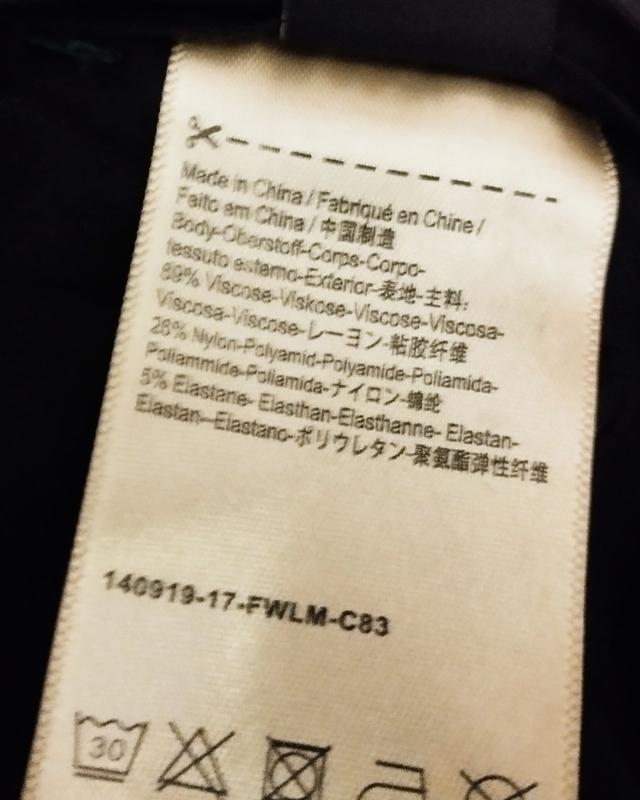 Made in China / Fabriqué en Chine /
Feito em China / 中国制造
Body-Oberstoff-Corps-Corpo-
tessuto esterno-Exterior-表地-主料:
69% Viscose-Viskose-Viscose-Viscosa-
Viscosa-Viscose-レーヨン-粘胶纤维
26% Nylon-Polyamid-Polyamide-Poliamida-
Poliammide-Poliamida-ナイロン-锦纶
5% Elastane- Elasthan-Elasthanne- Elastan-
Elastan--Elastano-ポリウレタン-聚氨酯弹性纤维
140919-17-FWLM-C83
30